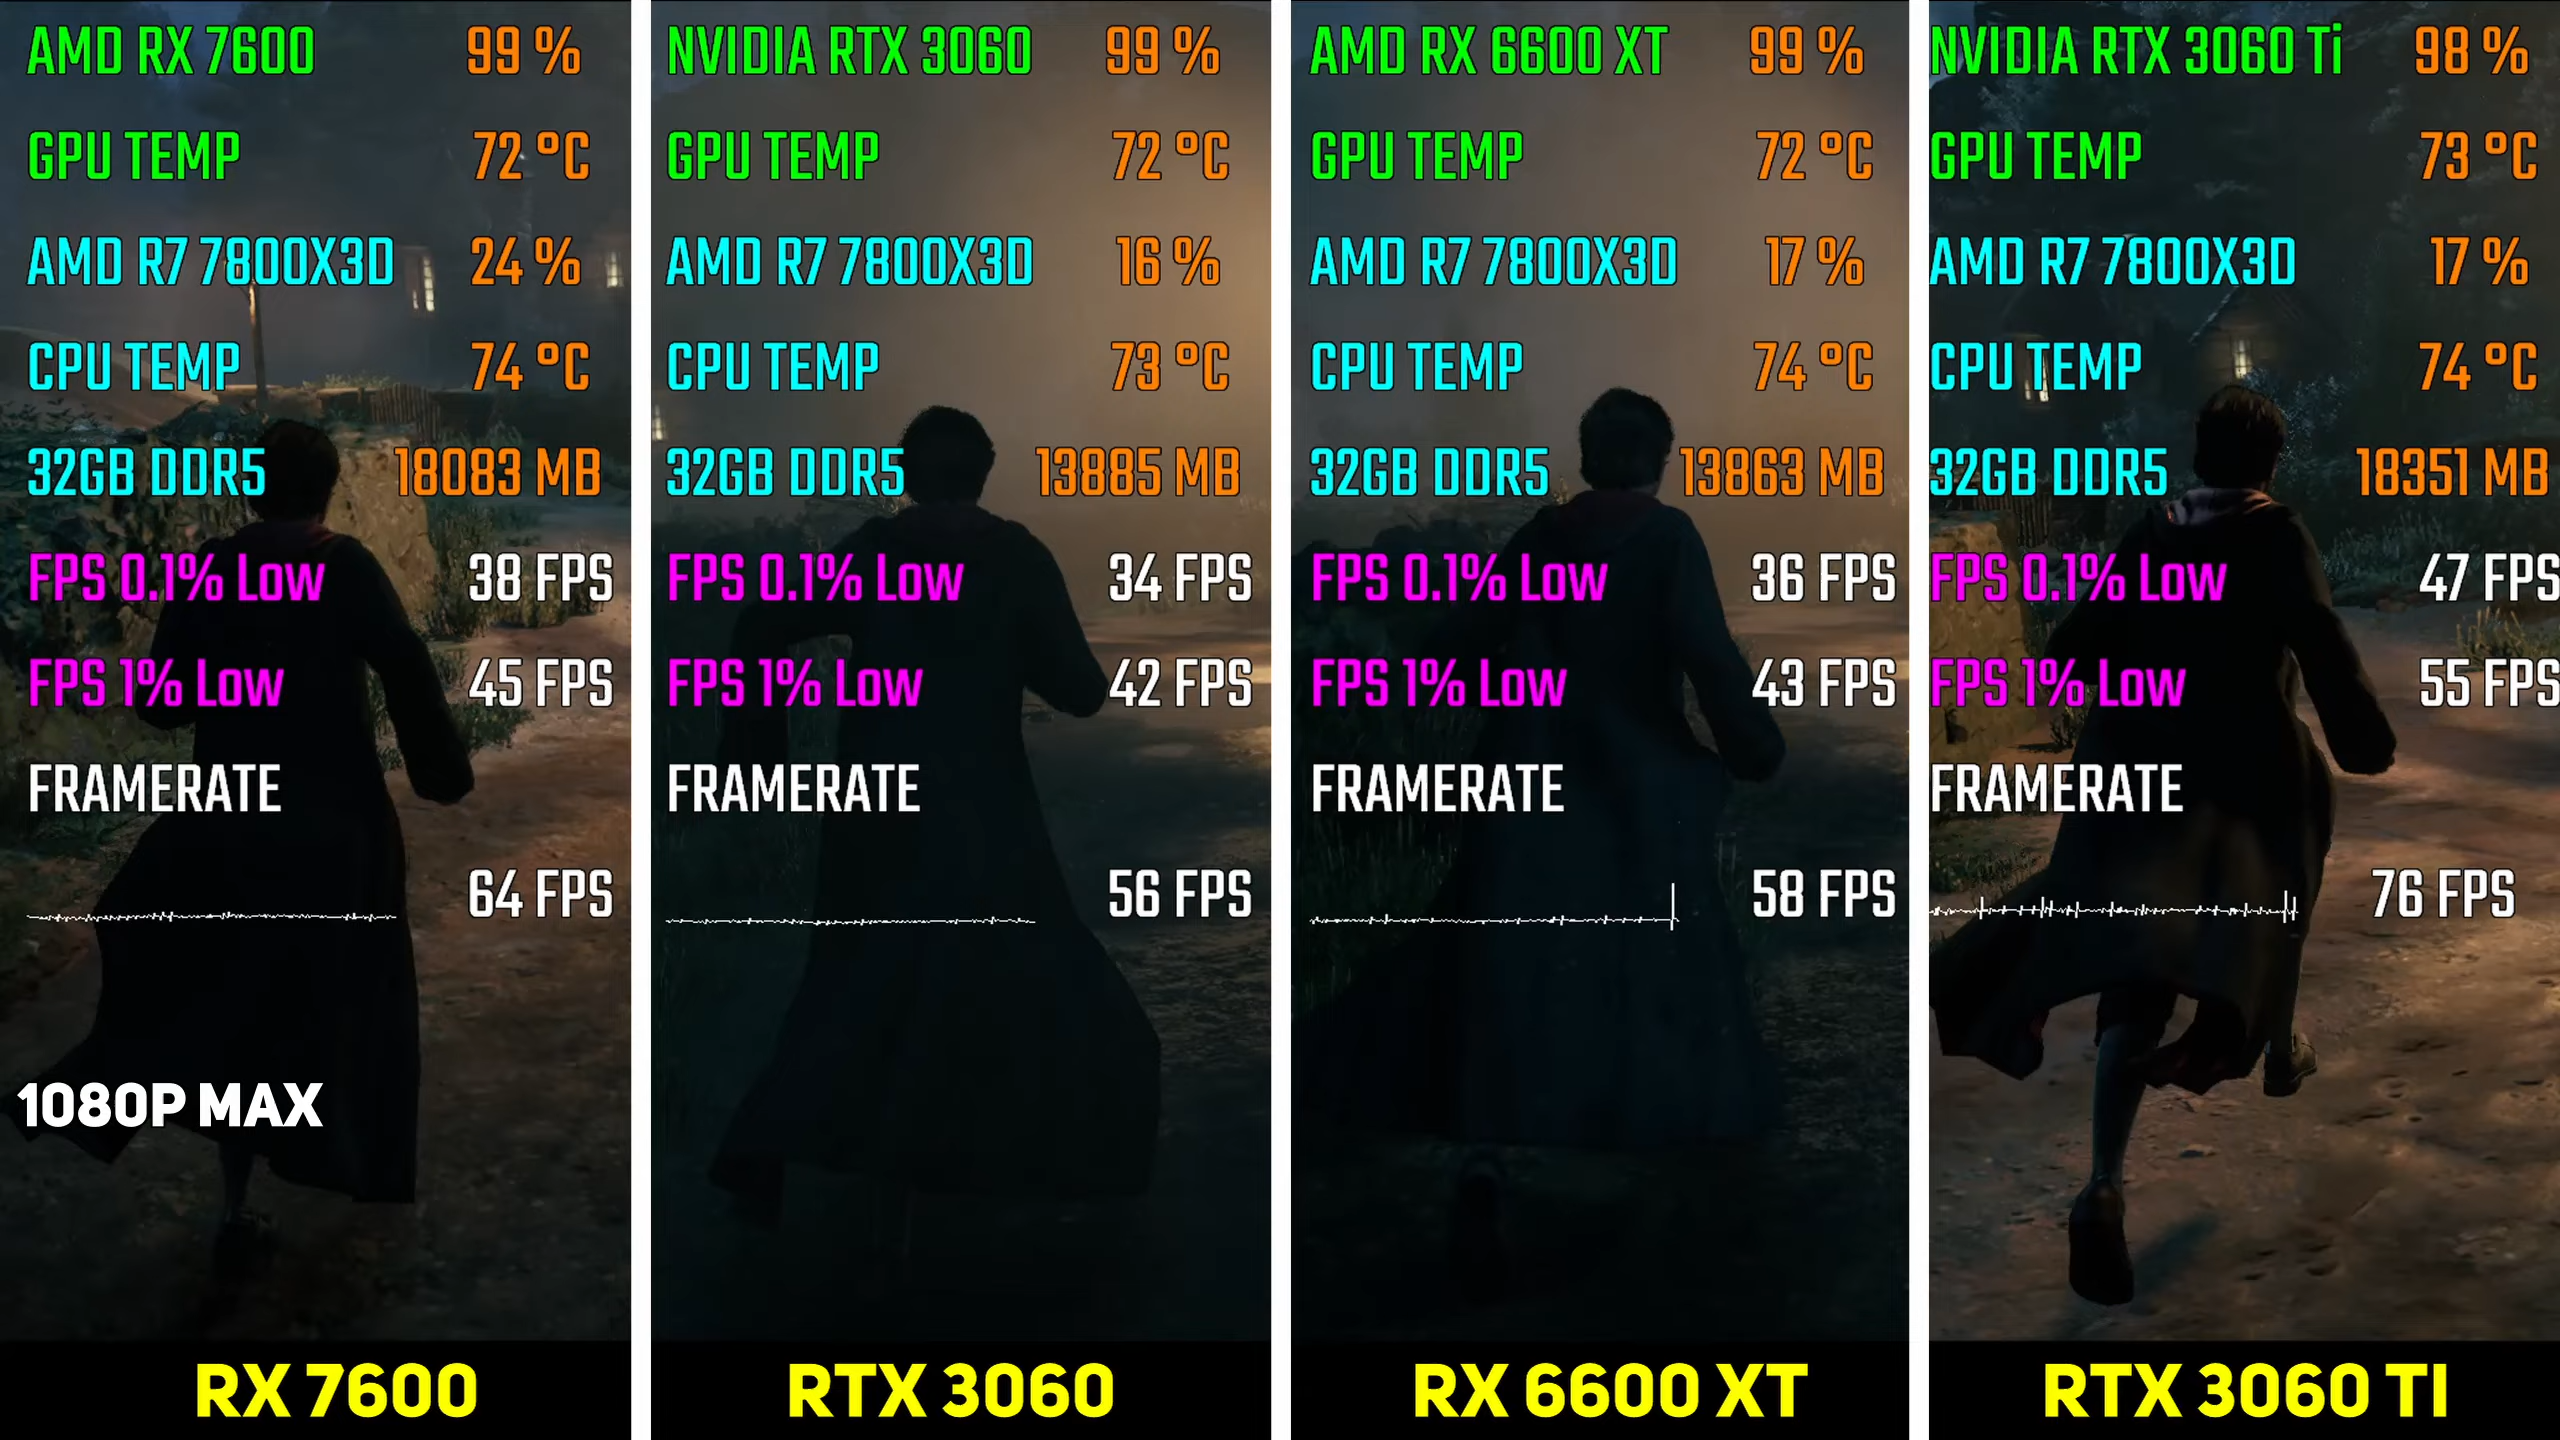 AMD RX 7600 99 %
GPU TEMP 72 °C
AMD R7 7800X3D 24 %
CPU TEMP 74 °C
32GB DDR5 18083 MB
FPS 0.1% Low 38 FPS
FPS 1% Low 45 FPS
FRAMERATE
64 FPS
1080P MAX
RX 7600
NVIDIA RTX 3060 99 %
GPU TEMP 72 °C
AMD R7 7800X3D 16 %
CPU TEMP 73 °C
32GB DDR5 13885 MB
FPS 0.1% Low 34 FPS
FPS 1% Low 42 FPS
FRAMERATE
56 FPS
RTX 3060
AMD RX 6600 XT 99 %
GPU TEMP 72 °C
AMD R7 7800X3D 17 %
CPU TEMP 74 °C
32GB DDR5 13863 MB
FPS 0.1% Low 36 FPS
FPS 1% Low 43 FPS
FRAMERATE
58 FPS
RX 6600 XT
NVIDIA RTX 3060 Ti 98 %
GPU TEMP 73 °C
AMD R7 7800X3D 17 %
CPU TEMP 74 °C
32GB DDR5 18351 MB
FPS 0.1% Low 47 FPS
FPS 1% Low 55 FPS
FRAMERATE
76 FPS
RTX 3060 TI